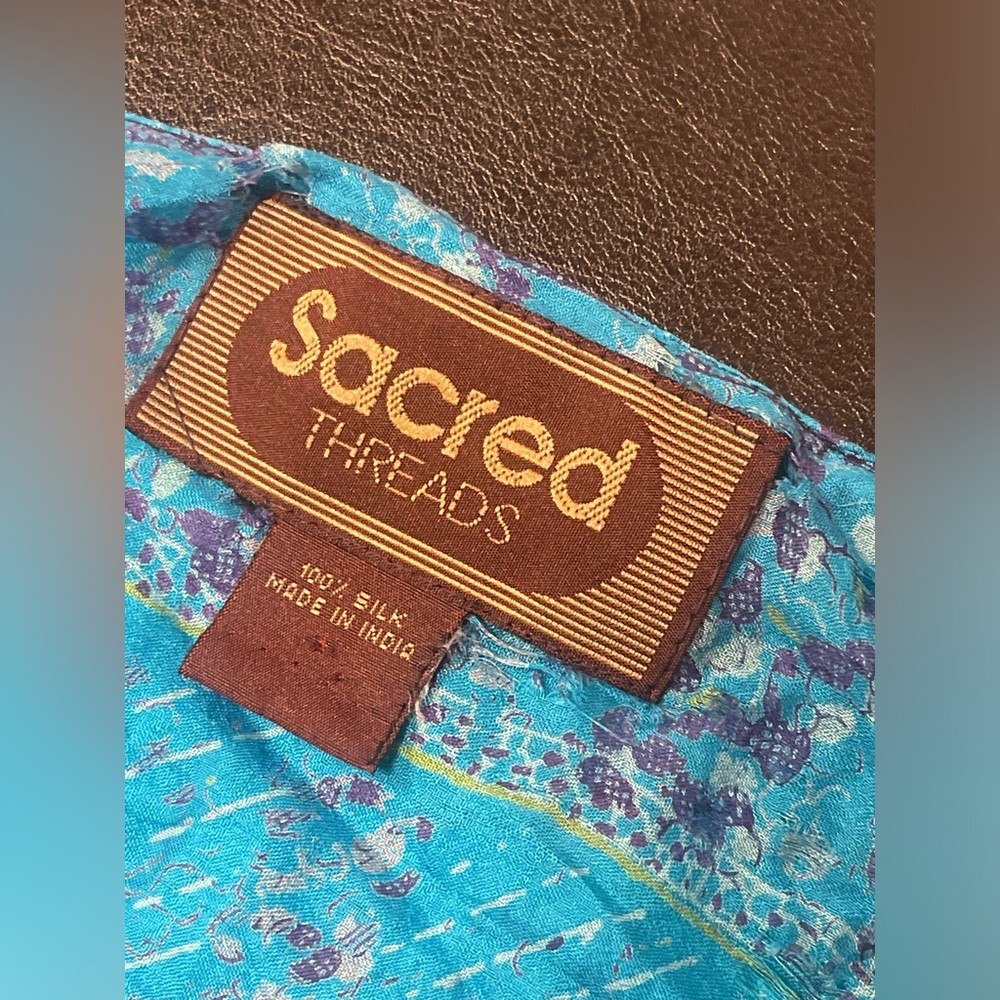 Sacred
THREADS
100% SILK
MADE IN INDIA